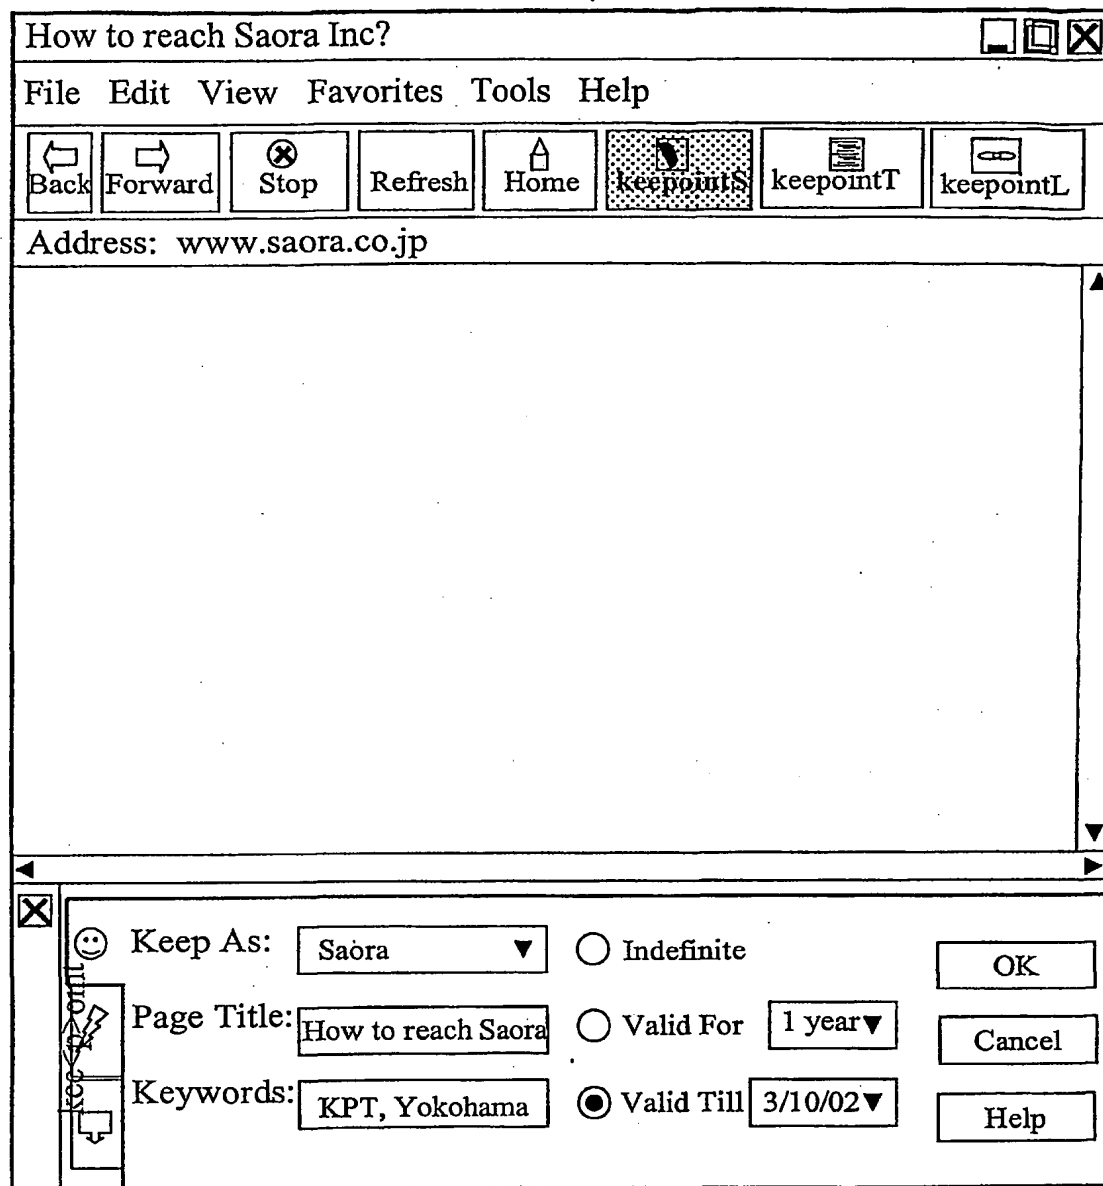 How to reach Saora Inc?
File Edit View Favorites Tools Help
Back Forward Stop Refresh Home keepointS keepointT keepointL
Address: www.saora.co.jp
Keep As: Saora Indefinite OK
Page Title: How to reach Saora Valid For 1 year Cancel
Keywords: KPT, Yokohama Valid Till 3/10/02 Help